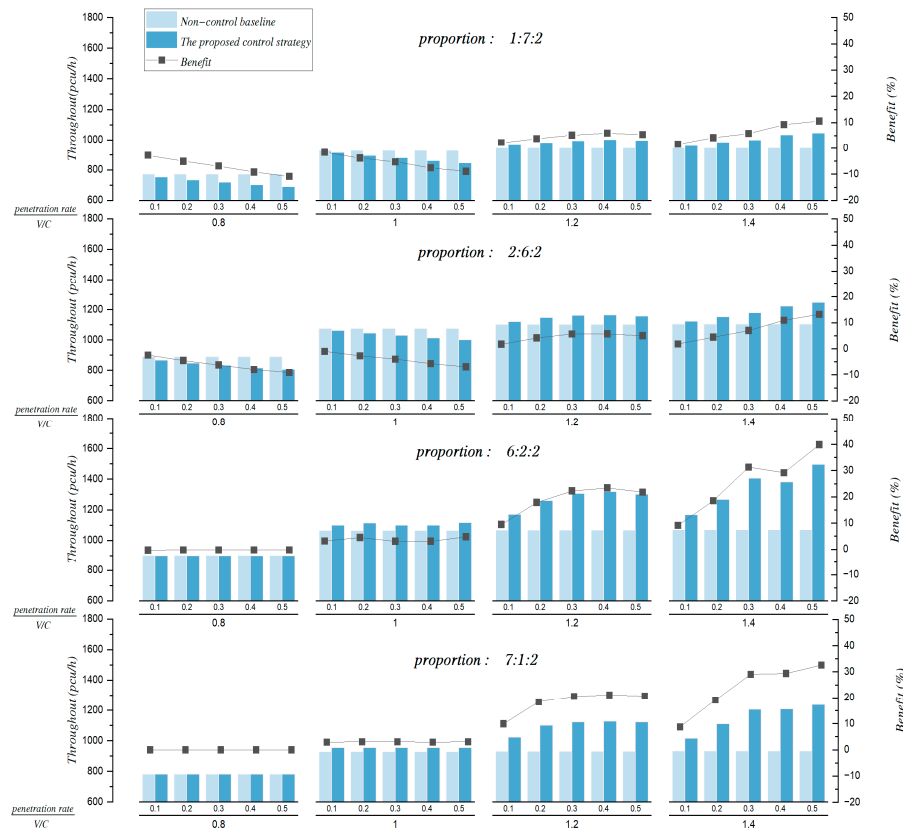 Non-control baseline
The proposed control strategy
Benefit
proportion : 1:7:2
Throughout(pcu/h)
1800
1600
1400
1200
1000
800
600
50
40
30
20
10
0
-10
-20
Benefit (%)
penetration rate
V/C
0.1 0.2 0.3 0.4 0.5 0.1 0.2 0.3 0.4 0.5 0.1 0.2 0.3 0.4 0.5 0.1 0.2 0.3 0.4 0.5
0.8 1 1.2 1.4
proportion : 2:6:2
Throughout (pcu/h)
1800
1600
1400
1200
1000
800
600
50
40
30
20
10
0
-10
-20
Benefit (%)
penetration rate
V/C
0.1 0.2 0.3 0.4 0.5 0.1 0.2 0.3 0.4 0.5 0.1 0.2 0.3 0.4 0.5 0.1 0.2 0.3 0.4 0.5
0.8 1 1.2 1.4
proportion : 6:2:2
Throughout (pcu/h)
1800
1600
1400
1200
1000
800
600
50
40
30
20
10
0
-10
-20
Benefit (%)
penetration rate
V/C
0.1 0.2 0.3 0.4 0.5 0.1 0.2 0.3 0.4 0.5 0.1 0.2 0.3 0.4 0.5 0.1 0.2 0.3 0.4 0.5
0.8 1 1.2 1.4
proportion : 7:1:2
Throughout (pcu/h)
1800
1600
1400
1200
1000
800
600
50
40
30
20
10
0
-10
-20
Benefit (%)
penetration rate
V/C
0.1 0.2 0.3 0.4 0.5 0.1 0.2 0.3 0.4 0.5 0.1 0.2 0.3 0.4 0.5 0.1 0.2 0.3 0.4 0.5
0.8 1 1.2 1.4